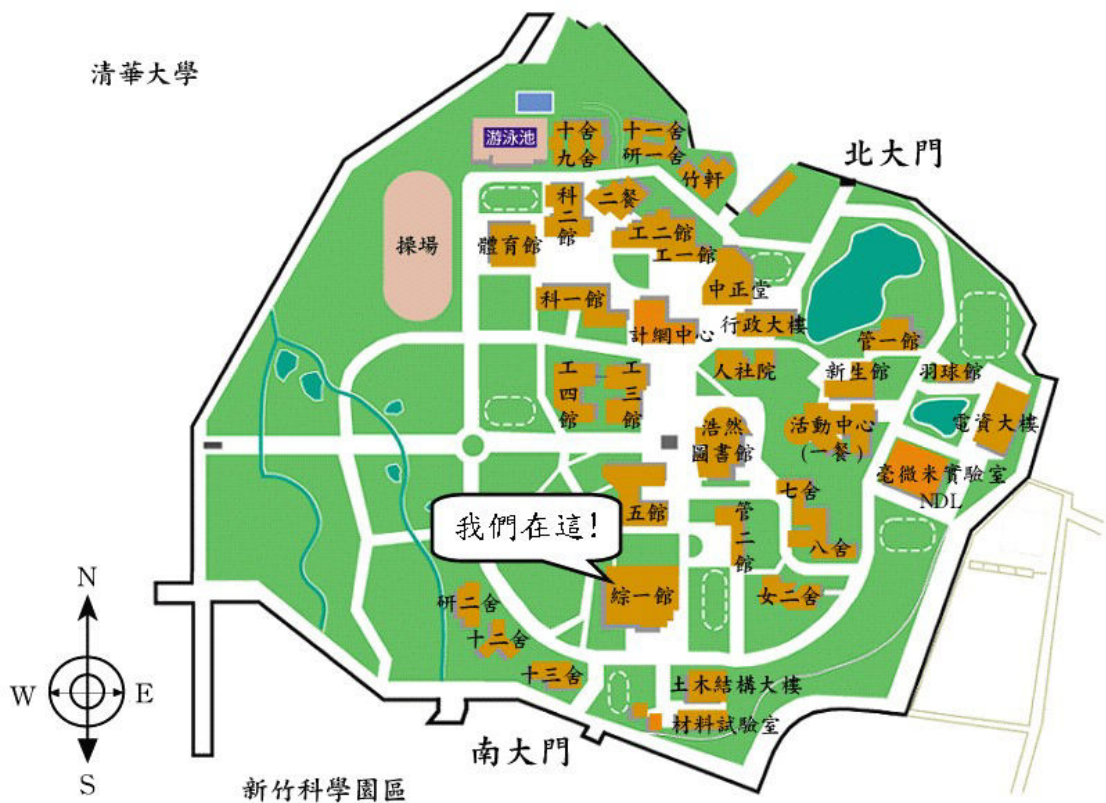 清華大學
游泳池
十舍
九舍
十一舍
研一舍
竹軒
北大門
科二館
二餐
工二館
工一館
操場
體育館
中正堂
科一館
計網中心
行政大樓
管一館
工四館
工三館
人社院
新生館
羽球館
浩然
圖書館
活動中心
(一餐)
電資大樓
毫微米實驗室
NDL
五館
我們在這!
管二館
七舍
八舍
綜一館
女二舍
研二舍
十二舍
十三舍
土木結構大樓
材料試驗室
南大門
新竹科學園區
N
W
E
S